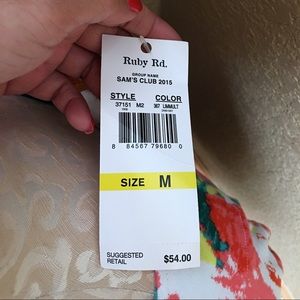 Ruby Rd.
GROUP NAME
SAM'S CLUB 2015
STYLE COLOR
37151 M2 367 LIMMULT
8 84567 79680 0
SIZE M
SUGGESTED
RETAIL $54.00